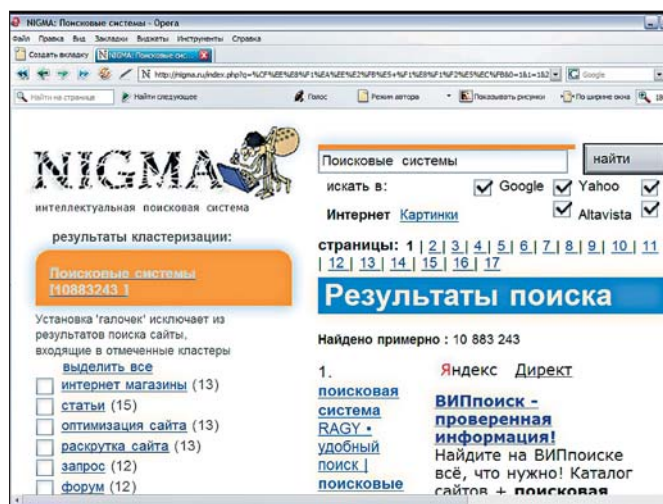 NIGMA: Поисковые системы - Opera
Файл Правка Вид Закладки Виджеты Инструменты Справка
Создать вкладку NIGMA: Поисковые сис...
Google
Найти на странице Найти следующее Голос Режим автора Показывать рисунки По ширине окна
NIGMA
интеллектуальная поисковая система
Поисковые системы найти
искать в: Google Yahoo
Интернет Картинки Altavista
результаты кластеризации:
Поисковые системы
[10883243 ]
Установка 'галочек' исключает из
результатов поиска сайты,
входящие в отмеченные кластеры
выделить все
интернет магазины (13)
статьи (15)
оптимизация сайта (13)
раскрутка сайта (13)
запрос (12)
форум (12)
страницы: 1 | 2 | 3 | 4 | 5 | 6 | 7 | 8 | 9 | 10 | 11
| 12 | 13 | 14 | 15 | 16 | 17
Результаты поиска
Найдено примерно : 10 883 243
1.
поисковая
система
RAGY •
удобный
поиск |
поисковые
Яндекс Директ
ВИПпоиск -
проверенная
информация!
Найдите на ВИПпоиске
всё, что нужно! Каталог
сайтов + поисковая